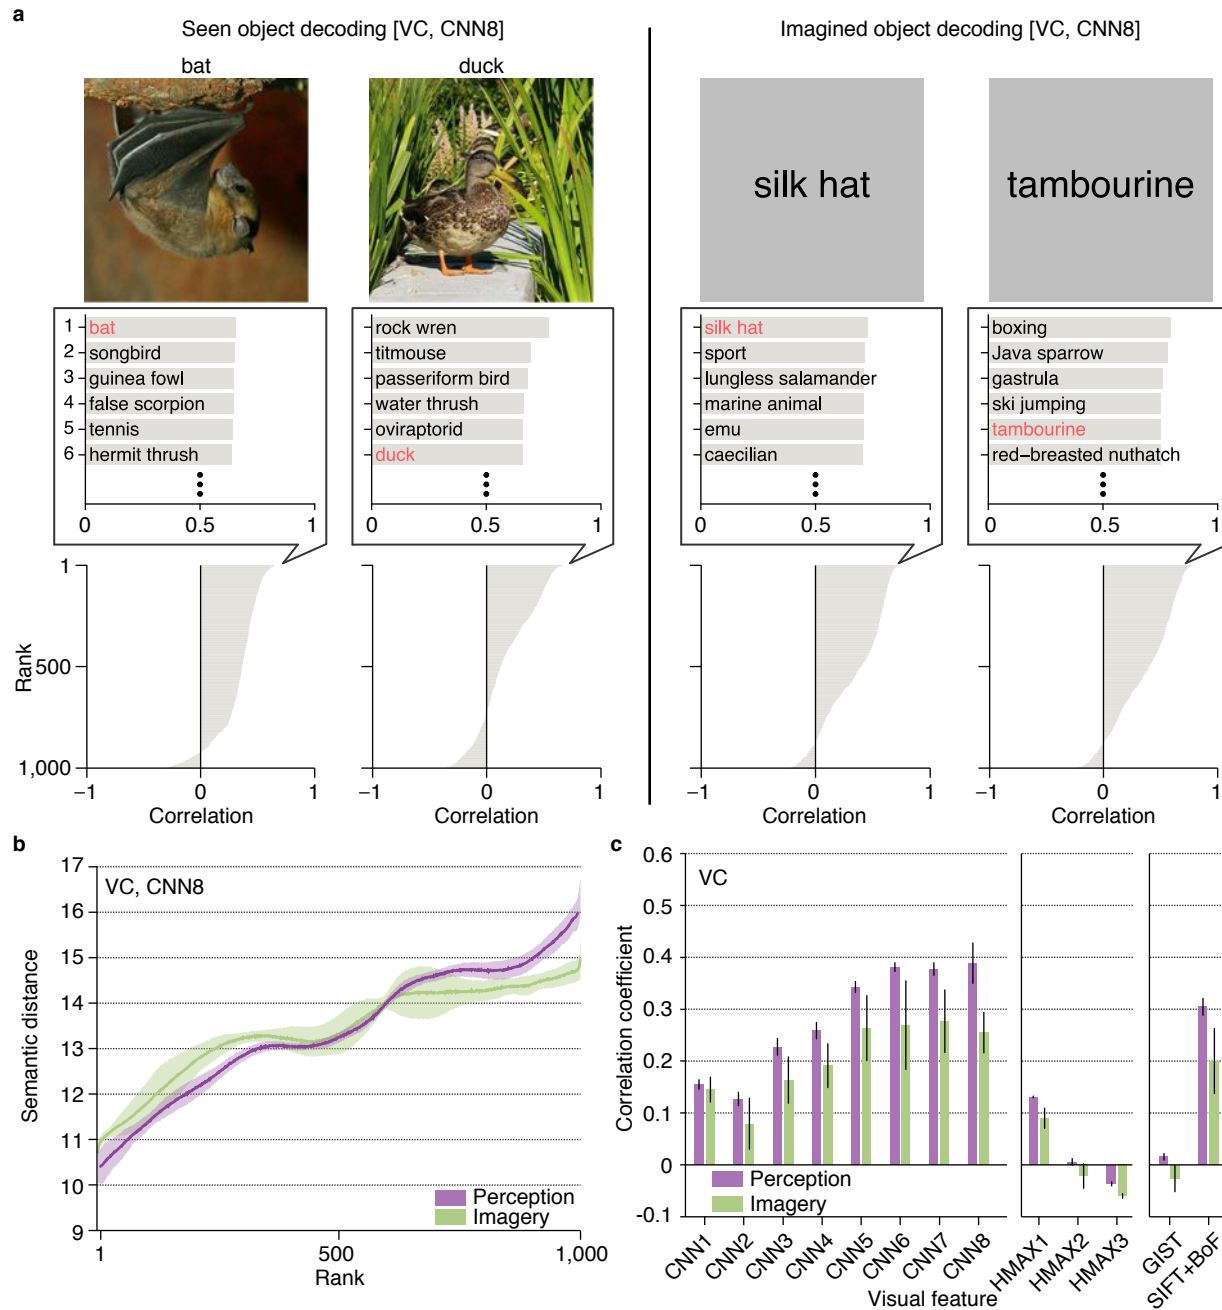 a
Seen object decoding [VC, CNN8]
Imagined object decoding [VC, CNN8]
bat
duck
silk hat
tambourine
1 bat
2 songbird
3 guinea fowl
4 false scorpion
5 tennis
6 hermit thrush
0 0.5 1
rock wren
titmouse
passeriform bird
water thrush
oviraptorid
duck
0 0.5 1
silk hat
sport
lungless salamander
marine animal
emu
caecilian
0 0.5 1
boxing
Java sparrow
gastrula
ski jumping
tambourine
red−breasted nuthatch
0 0.5 1
Rank
1
500
1,000
−1 0 1
Correlation
−1 0 1
Correlation
−1 0 1
Correlation
−1 0 1
Correlation
b
VC, CNN8
Semantic distance
17
16
15
14
13
12
11
10
9
Perception
Imagery
1 500 1,000
Rank
c
VC
Correlation coefficient
0.6
0.5
0.4
0.3
0.2
0.1
0
-0.1
Perception
Imagery
CNN1 CNN2 CNN3 CNN4 CNN5 CNN6 CNN7 CNN8 HMAX1 HMAX2 HMAX3 GIST SIFT+BoF
Visual feature